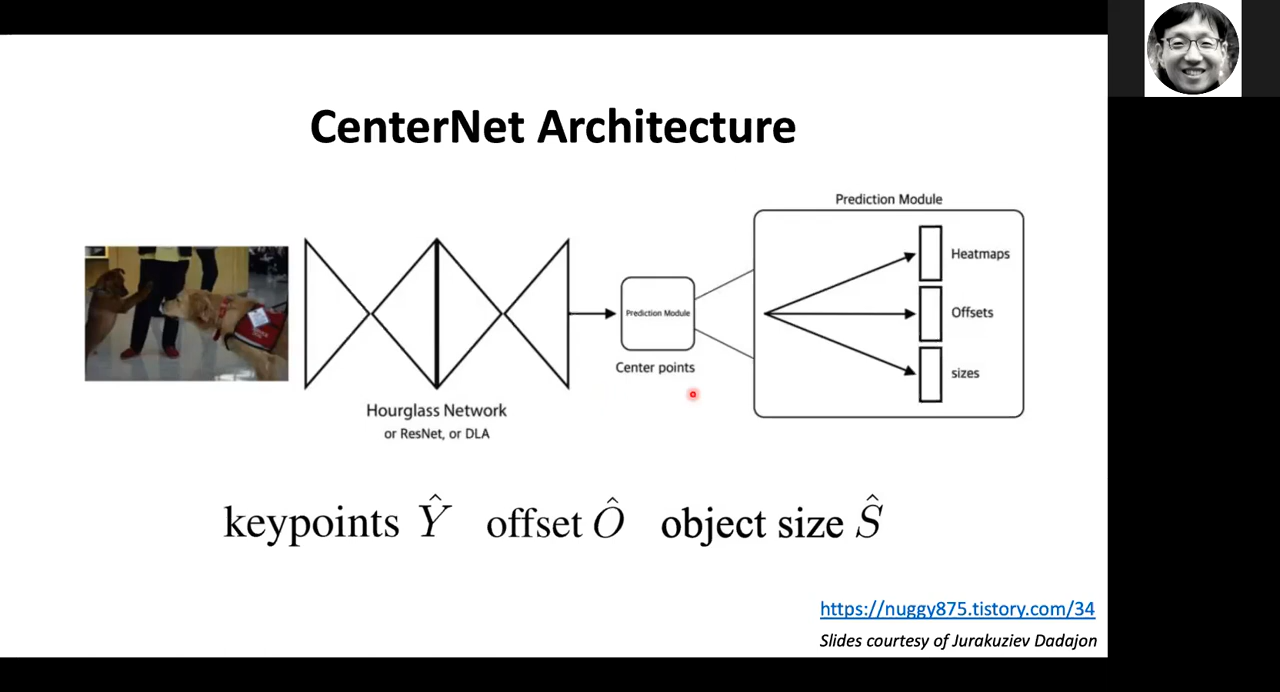 CenterNet Architecture
Prediction Module
Heatmaps
Offsets
sizes
Prediction Module
Center points
Hourglass Network
or ResNet, or DLA
keypoints Ŷ offset Ô object size Ŝ
https://nuggy875.tistory.com/34
Slides courtesy of Jurakuziev Dadajon